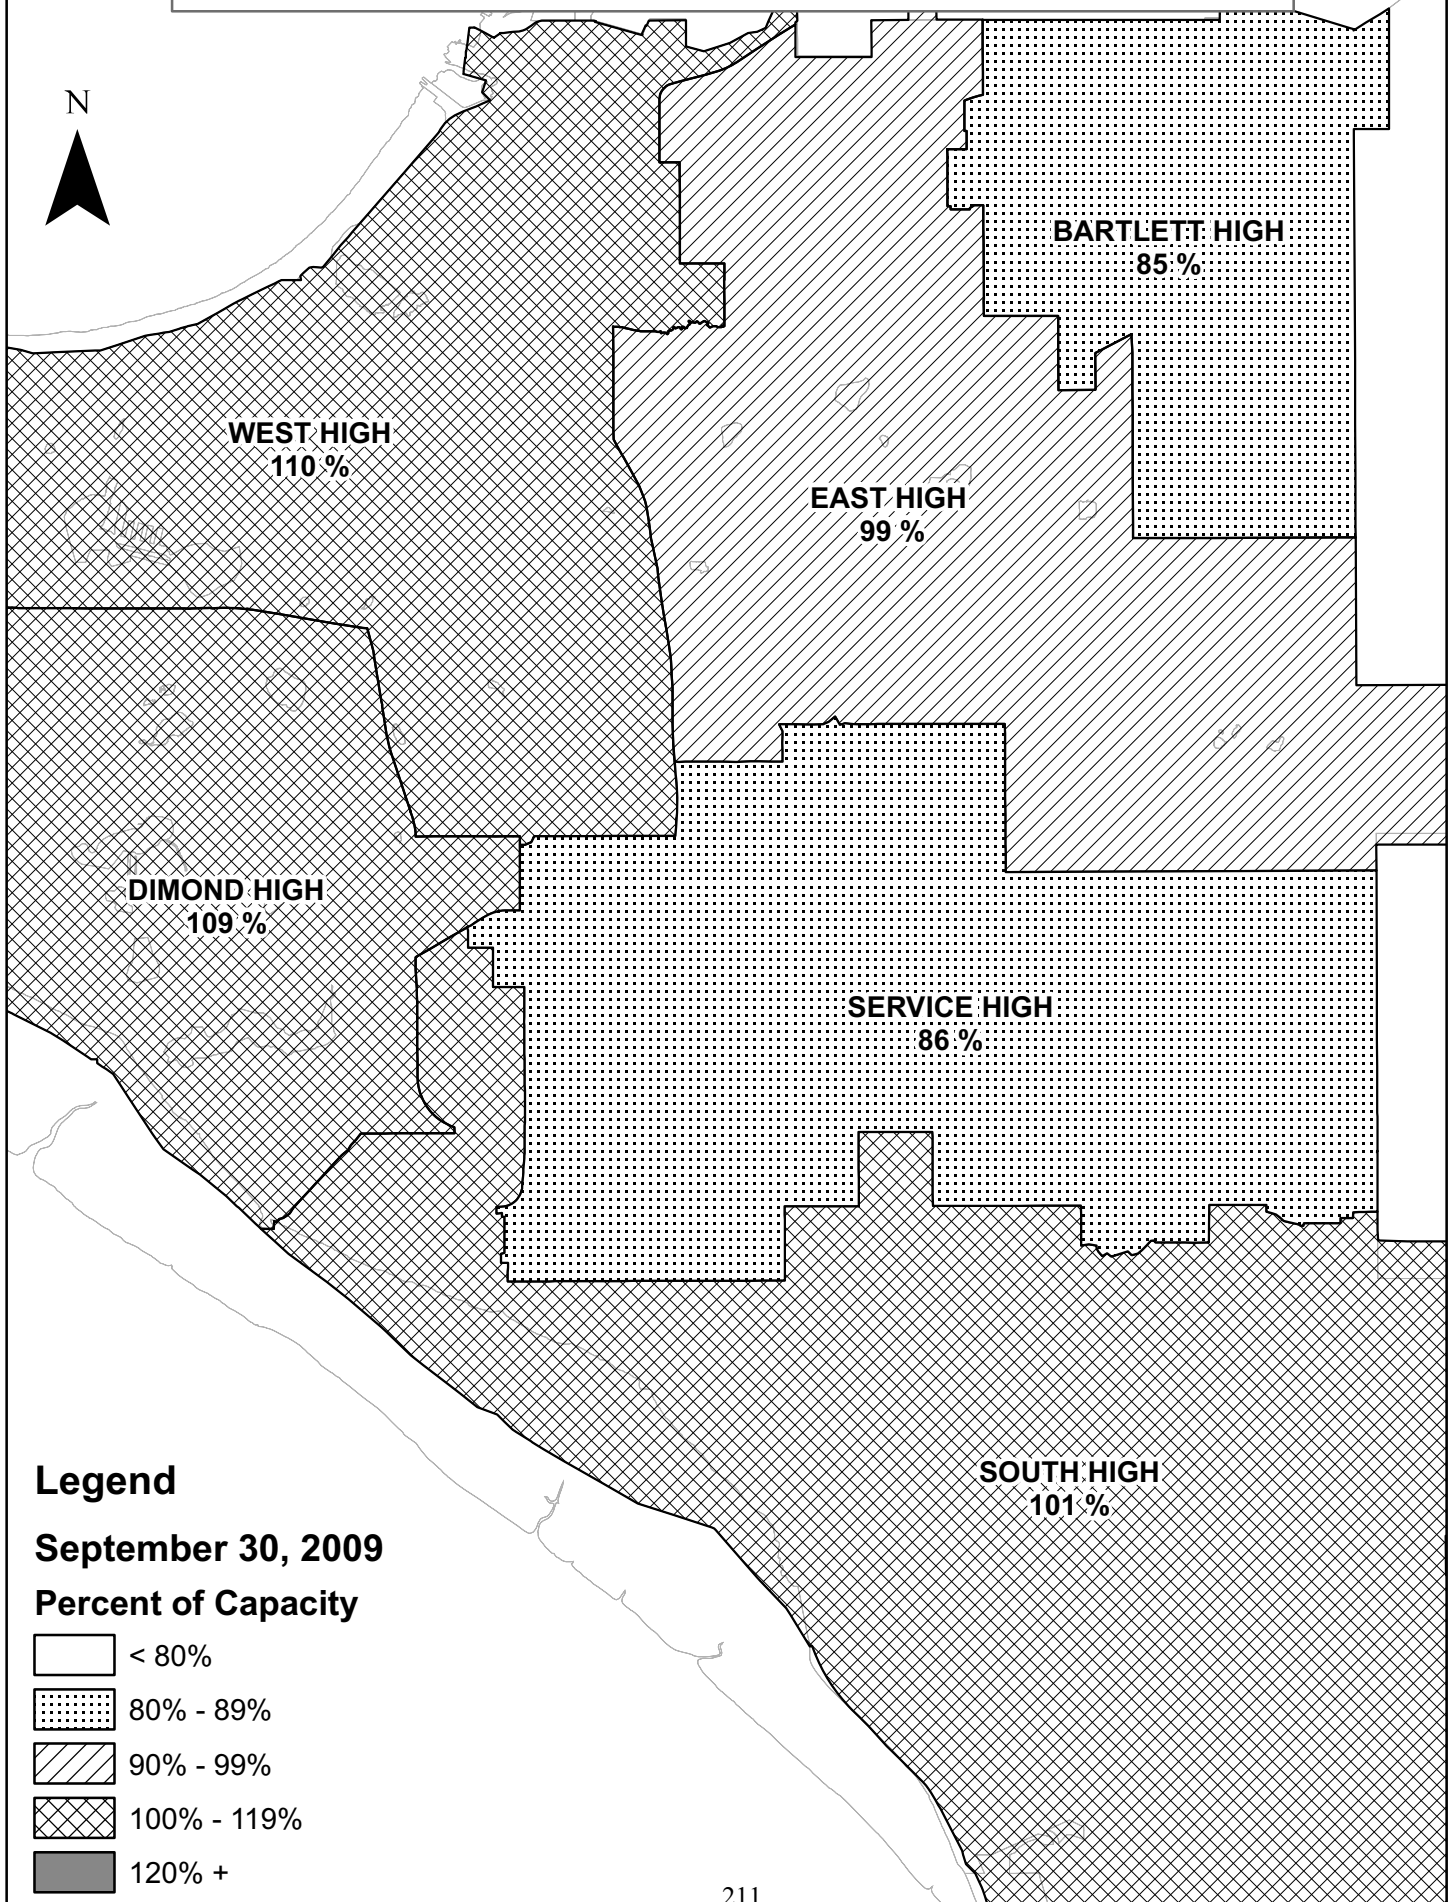 N
BARTLETT HIGH
85 %
WEST HIGH
110 %
EAST HIGH
99 %
DIMOND HIGH
109 %
SERVICE HIGH
86 %
SOUTH HIGH
101 %
Legend
September 30, 2009
Percent of Capacity
< 80%
80% - 89%
90% - 99%
100% - 119%
120% +
211